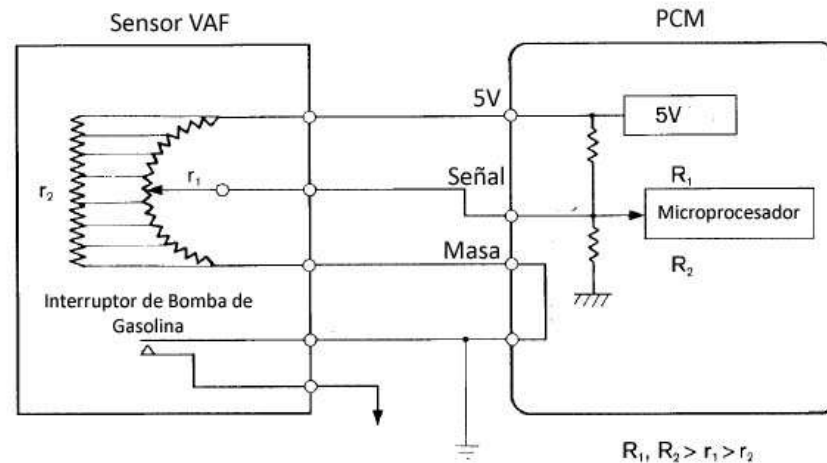 Sensor VAF
PCM
5V
5V
r₁
Señal
R₁
r₂
Microprocesador
Masa
R₂
Interruptor de Bomba de
Gasolina
R₁, R₂ > r₁ > r₂